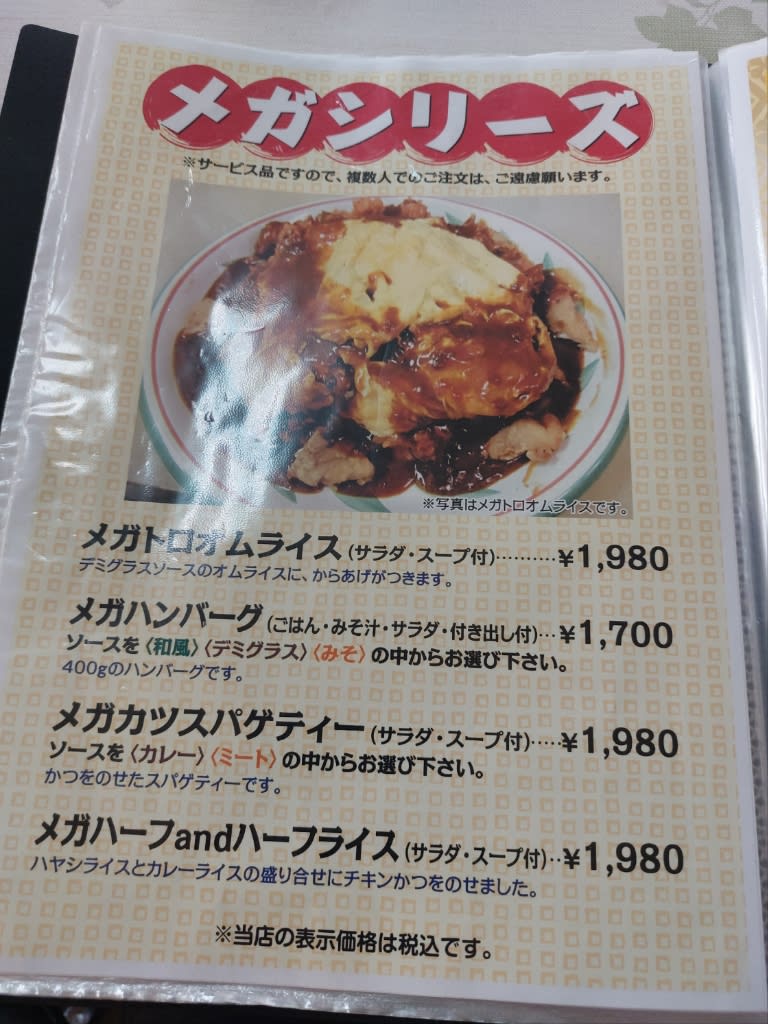 メガシリーズ
※サービス品ですので、複数人でのご注文は、ご遠慮願います。
※写真はメガトロオムライスです。
メガトロオムライス(サラダ・スープ付)..........¥1,980
デミグラスソースのオムライスに、からあげがつきます。
メガハンバーグ(ごはん・みそ汁・サラダ・付き出し付)...¥1,700
ソースを〈和風〉〈デミグラス〉〈みそ〉の中からお選び下さい。
400gのハンバーグです。
メガカツスパゲティー(サラダ・スープ付).....¥1,980
ソースを〈カレー〉〈ミート〉の中からお選び下さい。
かつをのせたスパゲティーです。
メガハーフandハーフライス(サラダ・スープ付)..¥1,980
ハヤシライスとカレーライスの盛り合せにチキンかつをのせました。
※当店の表示価格は税込です。